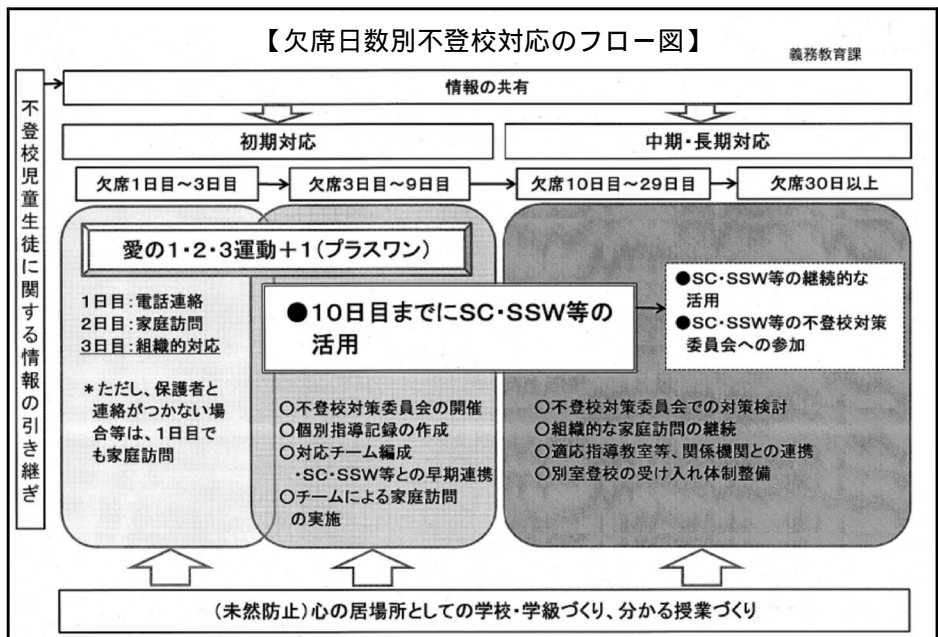 【欠席日数別不登校対応のフロー図】
義務教育課
不登校児童生徒に関する情報の引き継ぎ
情報の共有
初期対応
中期・長期対応
欠席1日目～3日目
欠席3日目～9日目
欠席10日目～29日目
欠席30日以上
愛の1・2・3運動+1(プラスワン)
1日目:電話連絡
2日目:家庭訪問
3日目:組織的対応
*ただし、保護者と
連絡がつかない場
合等は、1日目で
も家庭訪問
●10日目までにSC・SSW等の
活用
○不登校対策委員会の開催
○個別指導記録の作成
○対応チーム編成
・SC・SSW等との早期連携
○チームによる家庭訪問
の実施
●SC・SSW等の継続的な
活用
●SC・SSW等の不登校対策
委員会への参加
○不登校対策委員会での対策検討
○組織的な家庭訪問の継続
○適応指導教室等、関係機関との連携
○別室登校の受け入れ体制整備
(未然防止)心の居場所としての学校・学級づくり、分かる授業づくり